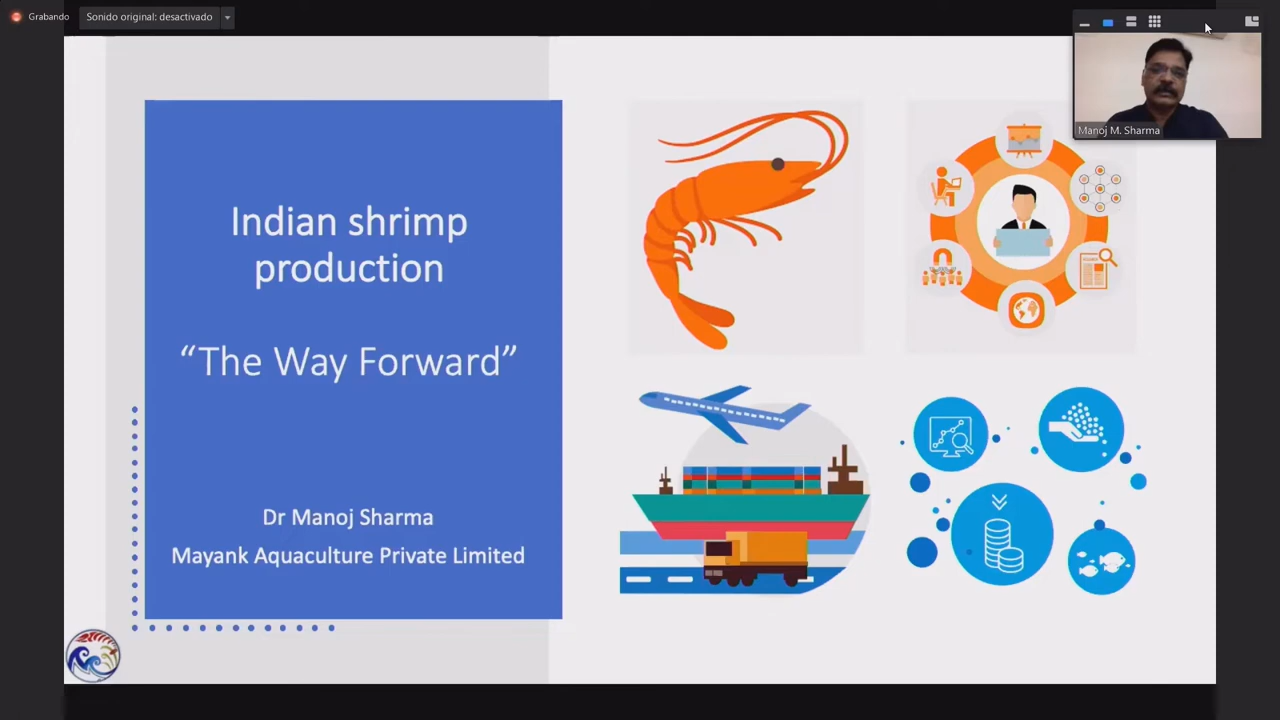 Grabando
Sonido original: desactivado
Manoj M. Sharma
Indian shrimp
production
“The Way Forward”
Dr Manoj Sharma
Mayank Aquaculture Private Limited